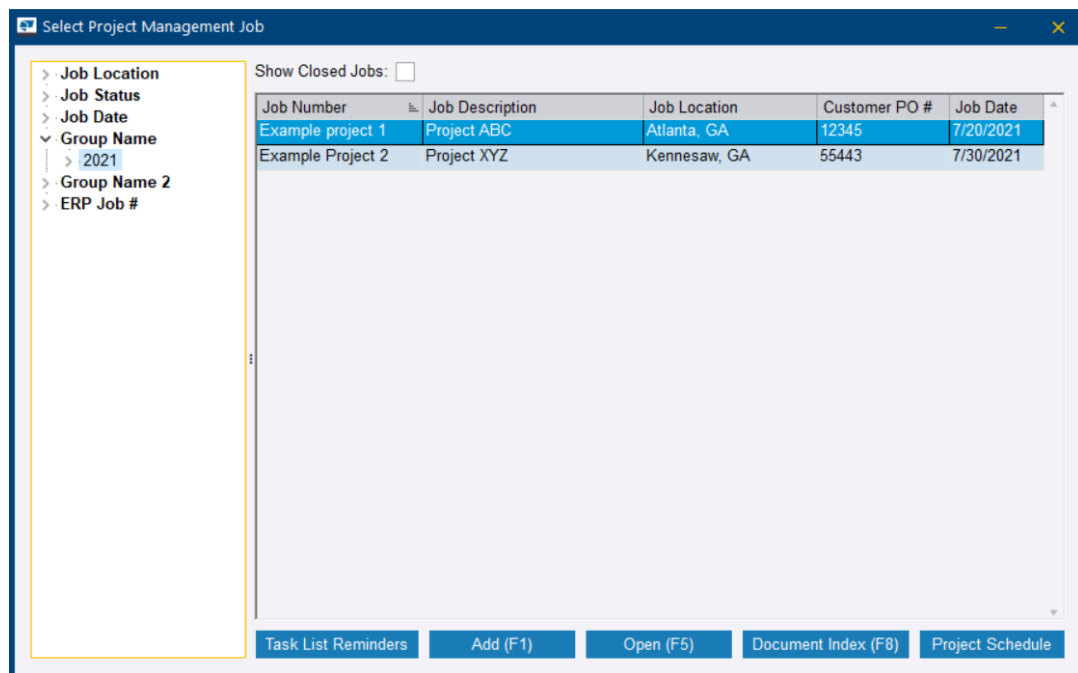 Select Project Management Job
Job Location
Job Status
Job Date
Group Name
2021
Group Name 2
ERP Job #
Show Closed Jobs:
Job Number Job Description Job Location Customer PO # Job Date
Example project 1 Project ABC Atlanta, GA 12345 7/20/2021
Example Project 2 Project XYZ Kennesaw, GA 55443 7/30/2021
Task List Reminders Add (F1) Open (F5) Document Index (F8) Project Schedule